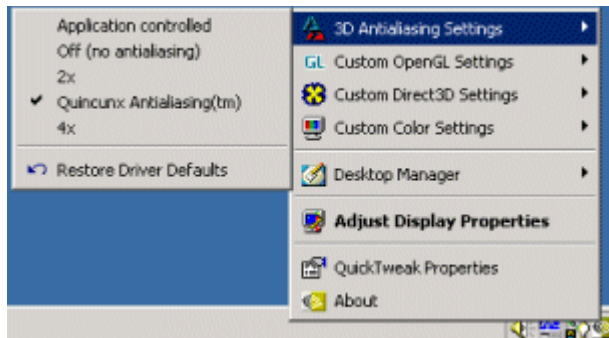 Application controlled
Off (no antialiasing)
2x
Quincunx Antialiasing(tm)
4x
Restore Driver Defaults
3D Antialiasing Settings
GL Custom OpenGL Settings
Custom Direct3D Settings
Custom Color Settings
Desktop Manager
Adjust Display Properties
QuickTweak Properties
About